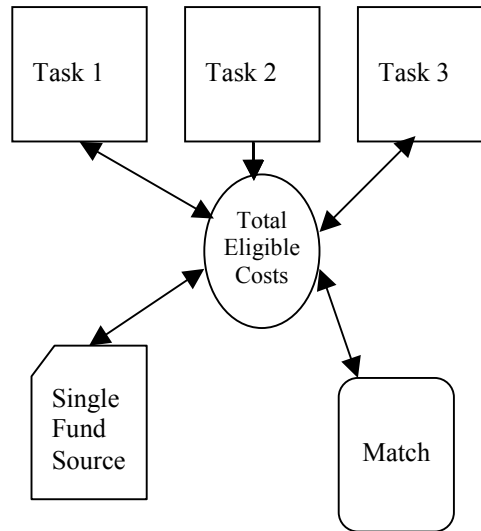 Task 1
Task 2
Task 3
Total
Eligible
Costs
Single
Fund
Source
Match